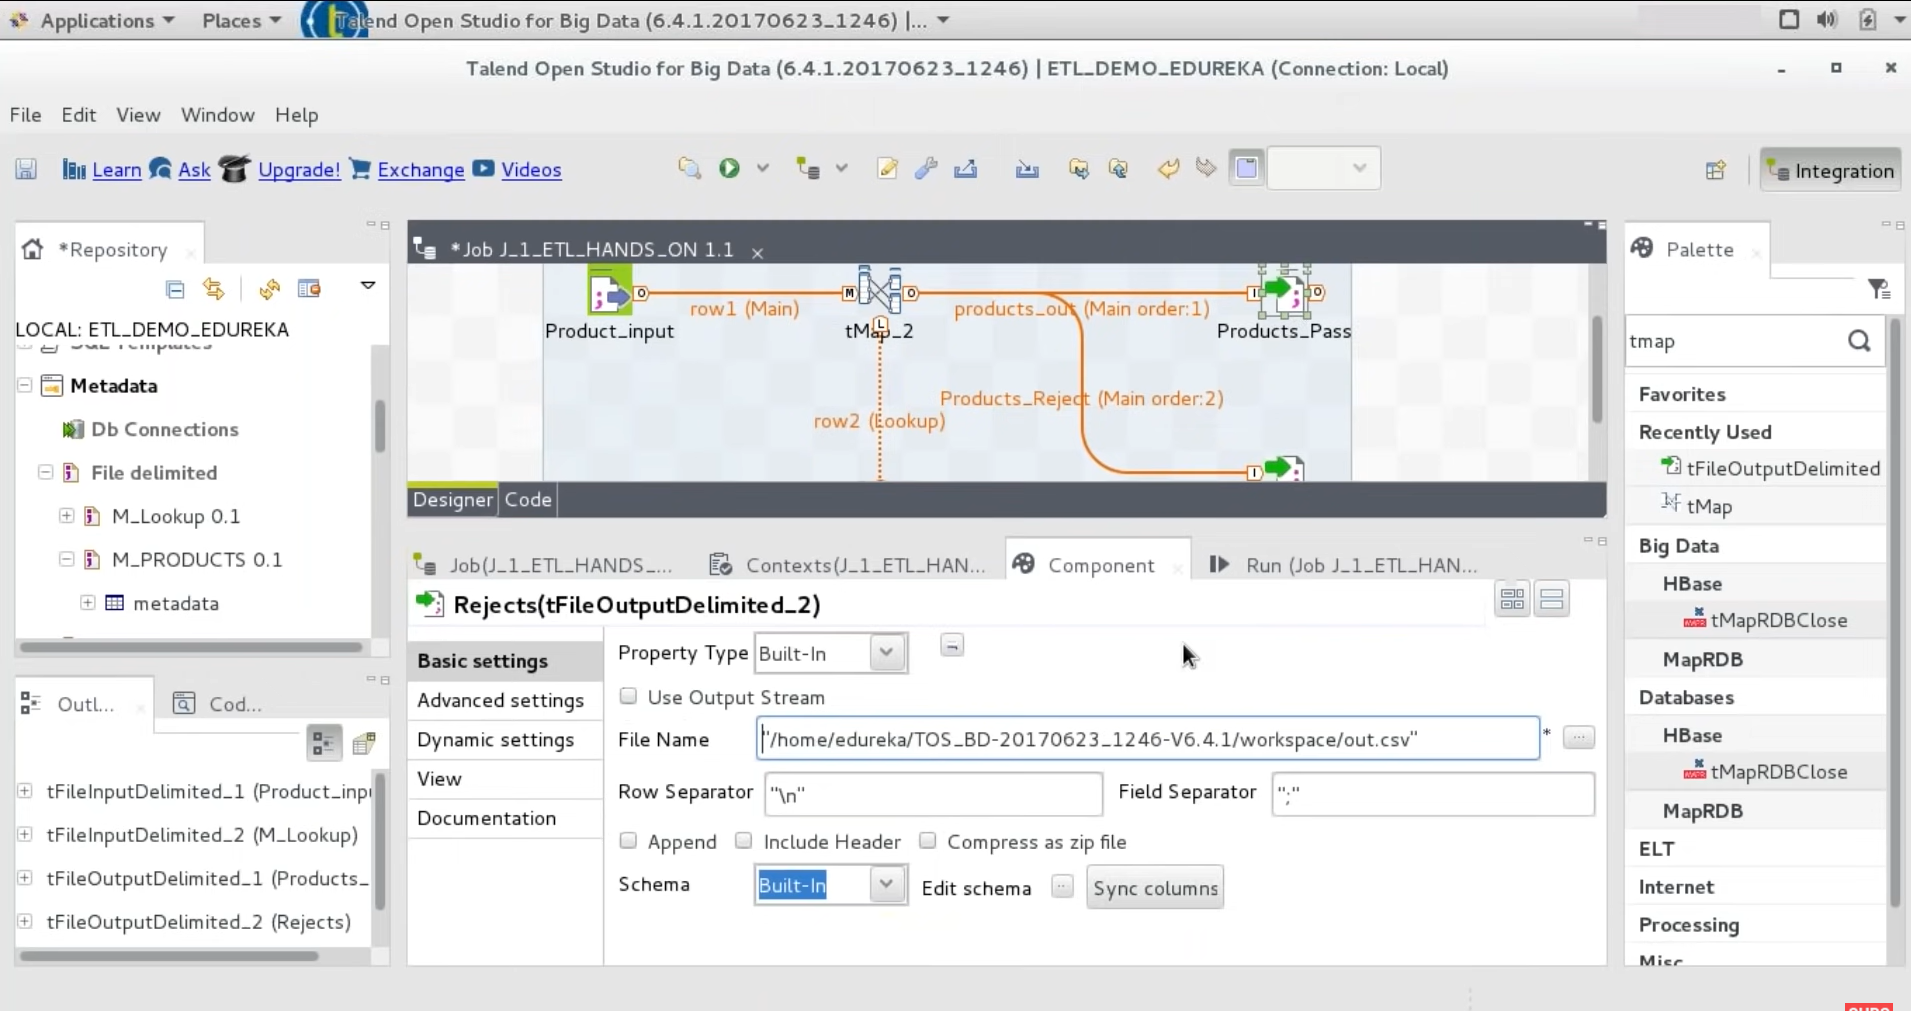 Applications Places Talend Open Studio for Big Data (6.4.1.20170623_1246) |...
Talend Open Studio for Big Data (6.4.1.20170623_1246) | ETL_DEMO_EDUREKA (Connection: Local)
File Edit View Window Help
Learn Ask Upgrade! Exchange Videos
Integration
*Repository
LOCAL: ETL_DEMO_EDUREKA
SQL Templates
Metadata
Db Connections
File delimited
M_Lookup 0.1
M_PRODUCTS 0.1
metadata
Outl... Cod...
tFileInputDelimited_1 (Product_inpu
tFileInputDelimited_2 (M_Lookup)
tFileOutputDelimited_1 (Products_
tFileOutputDelimited_2 (Rejects)
*Job J_1_ETL_HANDS_ON 1.1
O M O I O
row1 (Main) products_out (Main order:1)
Product_input tMap_2 Products_Pass
L
Products_Reject (Main order:2)
row2 (Lookup)
I
Designer Code
Job(J_1_ETL_HANDS_... Contexts(J_1_ETL_HAN... Component Run (Job J_1_ETL_HAN...
Rejects(tFileOutputDelimited_2)
Basic settings
Advanced settings
Dynamic settings
View
Documentation
Property Type Built-In
Use Output Stream
File Name "/home/edureka/TOS_BD-20170623_1246-V6.4.1/workspace/out.csv" * ...
Row Separator "\n" Field Separator ";"
Append Include Header Compress as zip file
Schema Built-In Edit schema ... Sync columns
Palette
tmap
Favorites
Recently Used
tFileOutputDelimited
tMap
Big Data
HBase
tMapRDBClose
MapRDB
Databases
HBase
tMapRDBClose
MapRDB
ELT
Internet
Processing
Misc